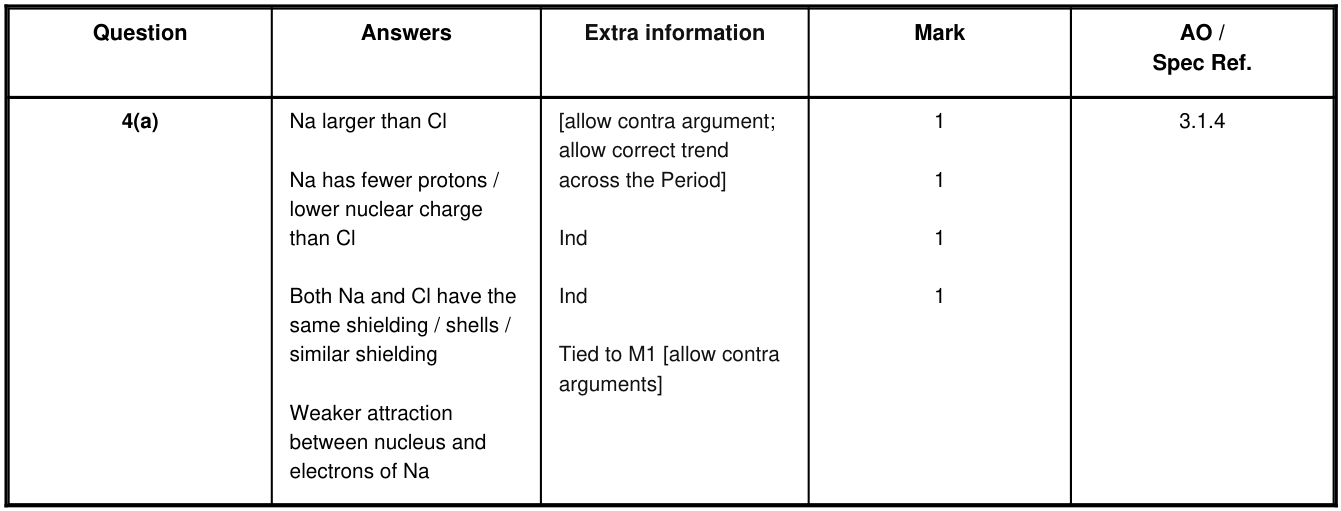 Question
Answers
Extra information
Mark
AO /
Spec Ref.
4(a)
Na larger than Cl
Na has fewer protons /
lower nuclear charge
than Cl
Both Na and Cl have the
same shielding / shells /
similar shielding
Weaker attraction
between nucleus and
electrons of Na
[allow contra argument;
allow correct trend
across the Period]
Ind
Ind
Tied to M1 [allow contra
arguments]
1
1
1
1
3.1.4